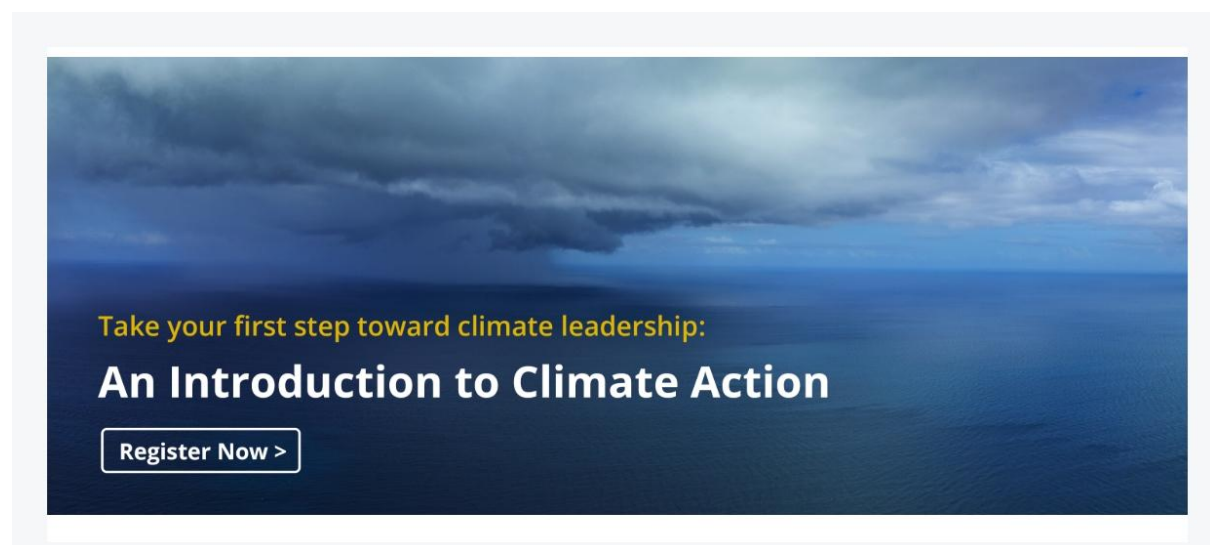 Take your first step toward climate leadership:
An Introduction to Climate Action
Register Now >